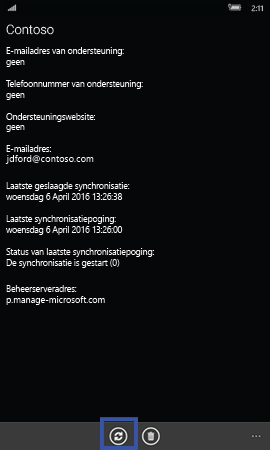 2:11
Contoso
E-mailadres van ondersteuning:
geen
Telefoonnummer van ondersteuning:
geen
Ondersteuningswebsite:
geen
E-mailadres:
jdford@contoso.com
Laatste geslaagde synchronisatie:
woensdag 6 April 2016 13:26:38
Laatste synchronisatiepoging:
woensdag 6 April 2016 13:26:00
Status van laatste synchronisatiepoging:
De synchronisatie is gestart (0)
Beheerserveradres:
p.manage-microsoft.com